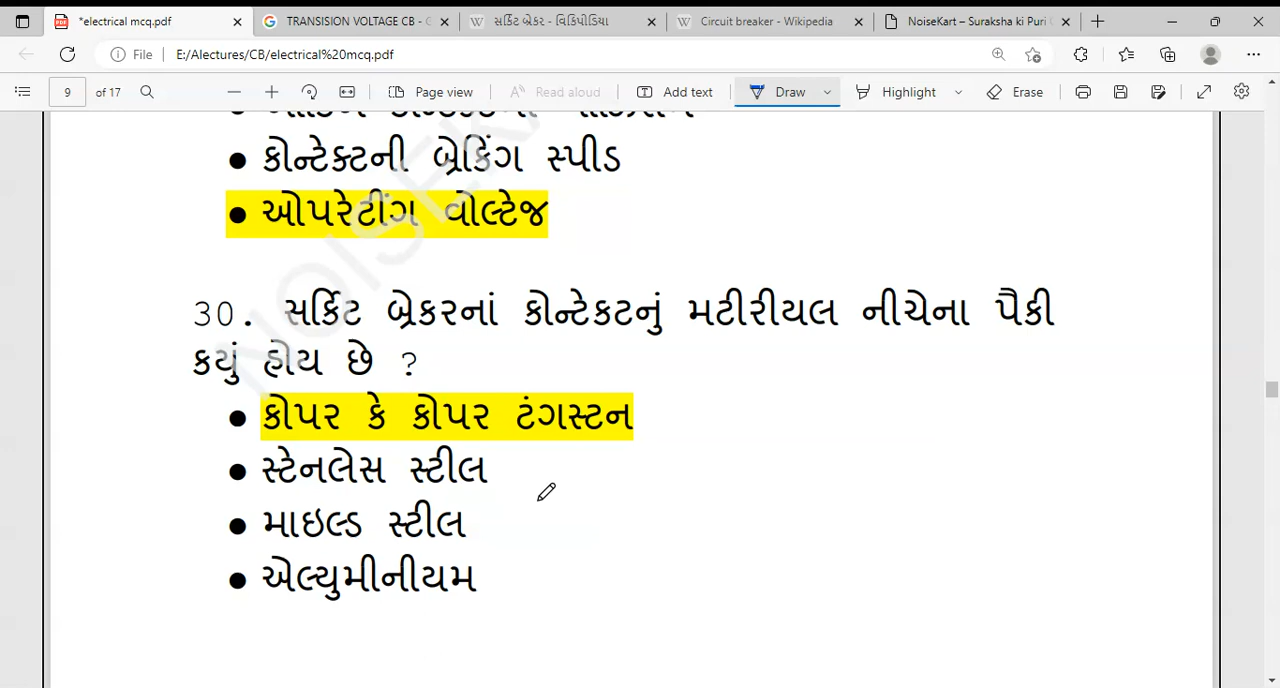 *electrical mcq.pdf
TRANSISION VOLTAGE CB - G
સર્કિટ બ્રેકર - વિકિપીડિયા
Circuit breaker - Wikipedia
NoiseKart – Suraksha ki Puri G
File
E:/Alectures/CB/electrical%20mcq.pdf
9 of 17
Page view
Read aloud
Add text
Draw
Highlight
Erase
• કોન્ટેક્ટની બ્રેકિંગ સ્પીડ
• ઓપરેટીંગ વોલ્ટેજ
30. સર્કિટ બ્રેકરનાં કોન્ટેકટનું મટીરીયલ નીચેના પૈકી
કયું હોય છે ?
• કોપર કે કોપર ટંગસ્ટન
• સ્ટેનલેસ સ્ટીલ
• માઇલ્ડ સ્ટીલ
• એલ્યુમીનીયમ
NOISEK